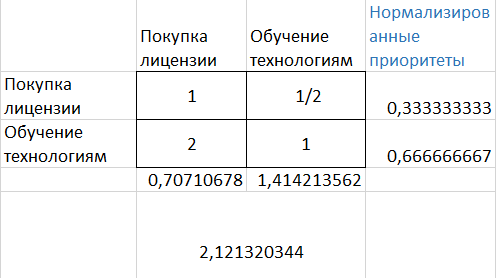 Покупка лицензии Обучение технологиям Нормализиров
анные
приоритеты
Покупка
лицензии 1 1/2 0,333333333
Обучение
технологиям 2 1 0,666666667
0,70710678 1,414213562
2,121320344